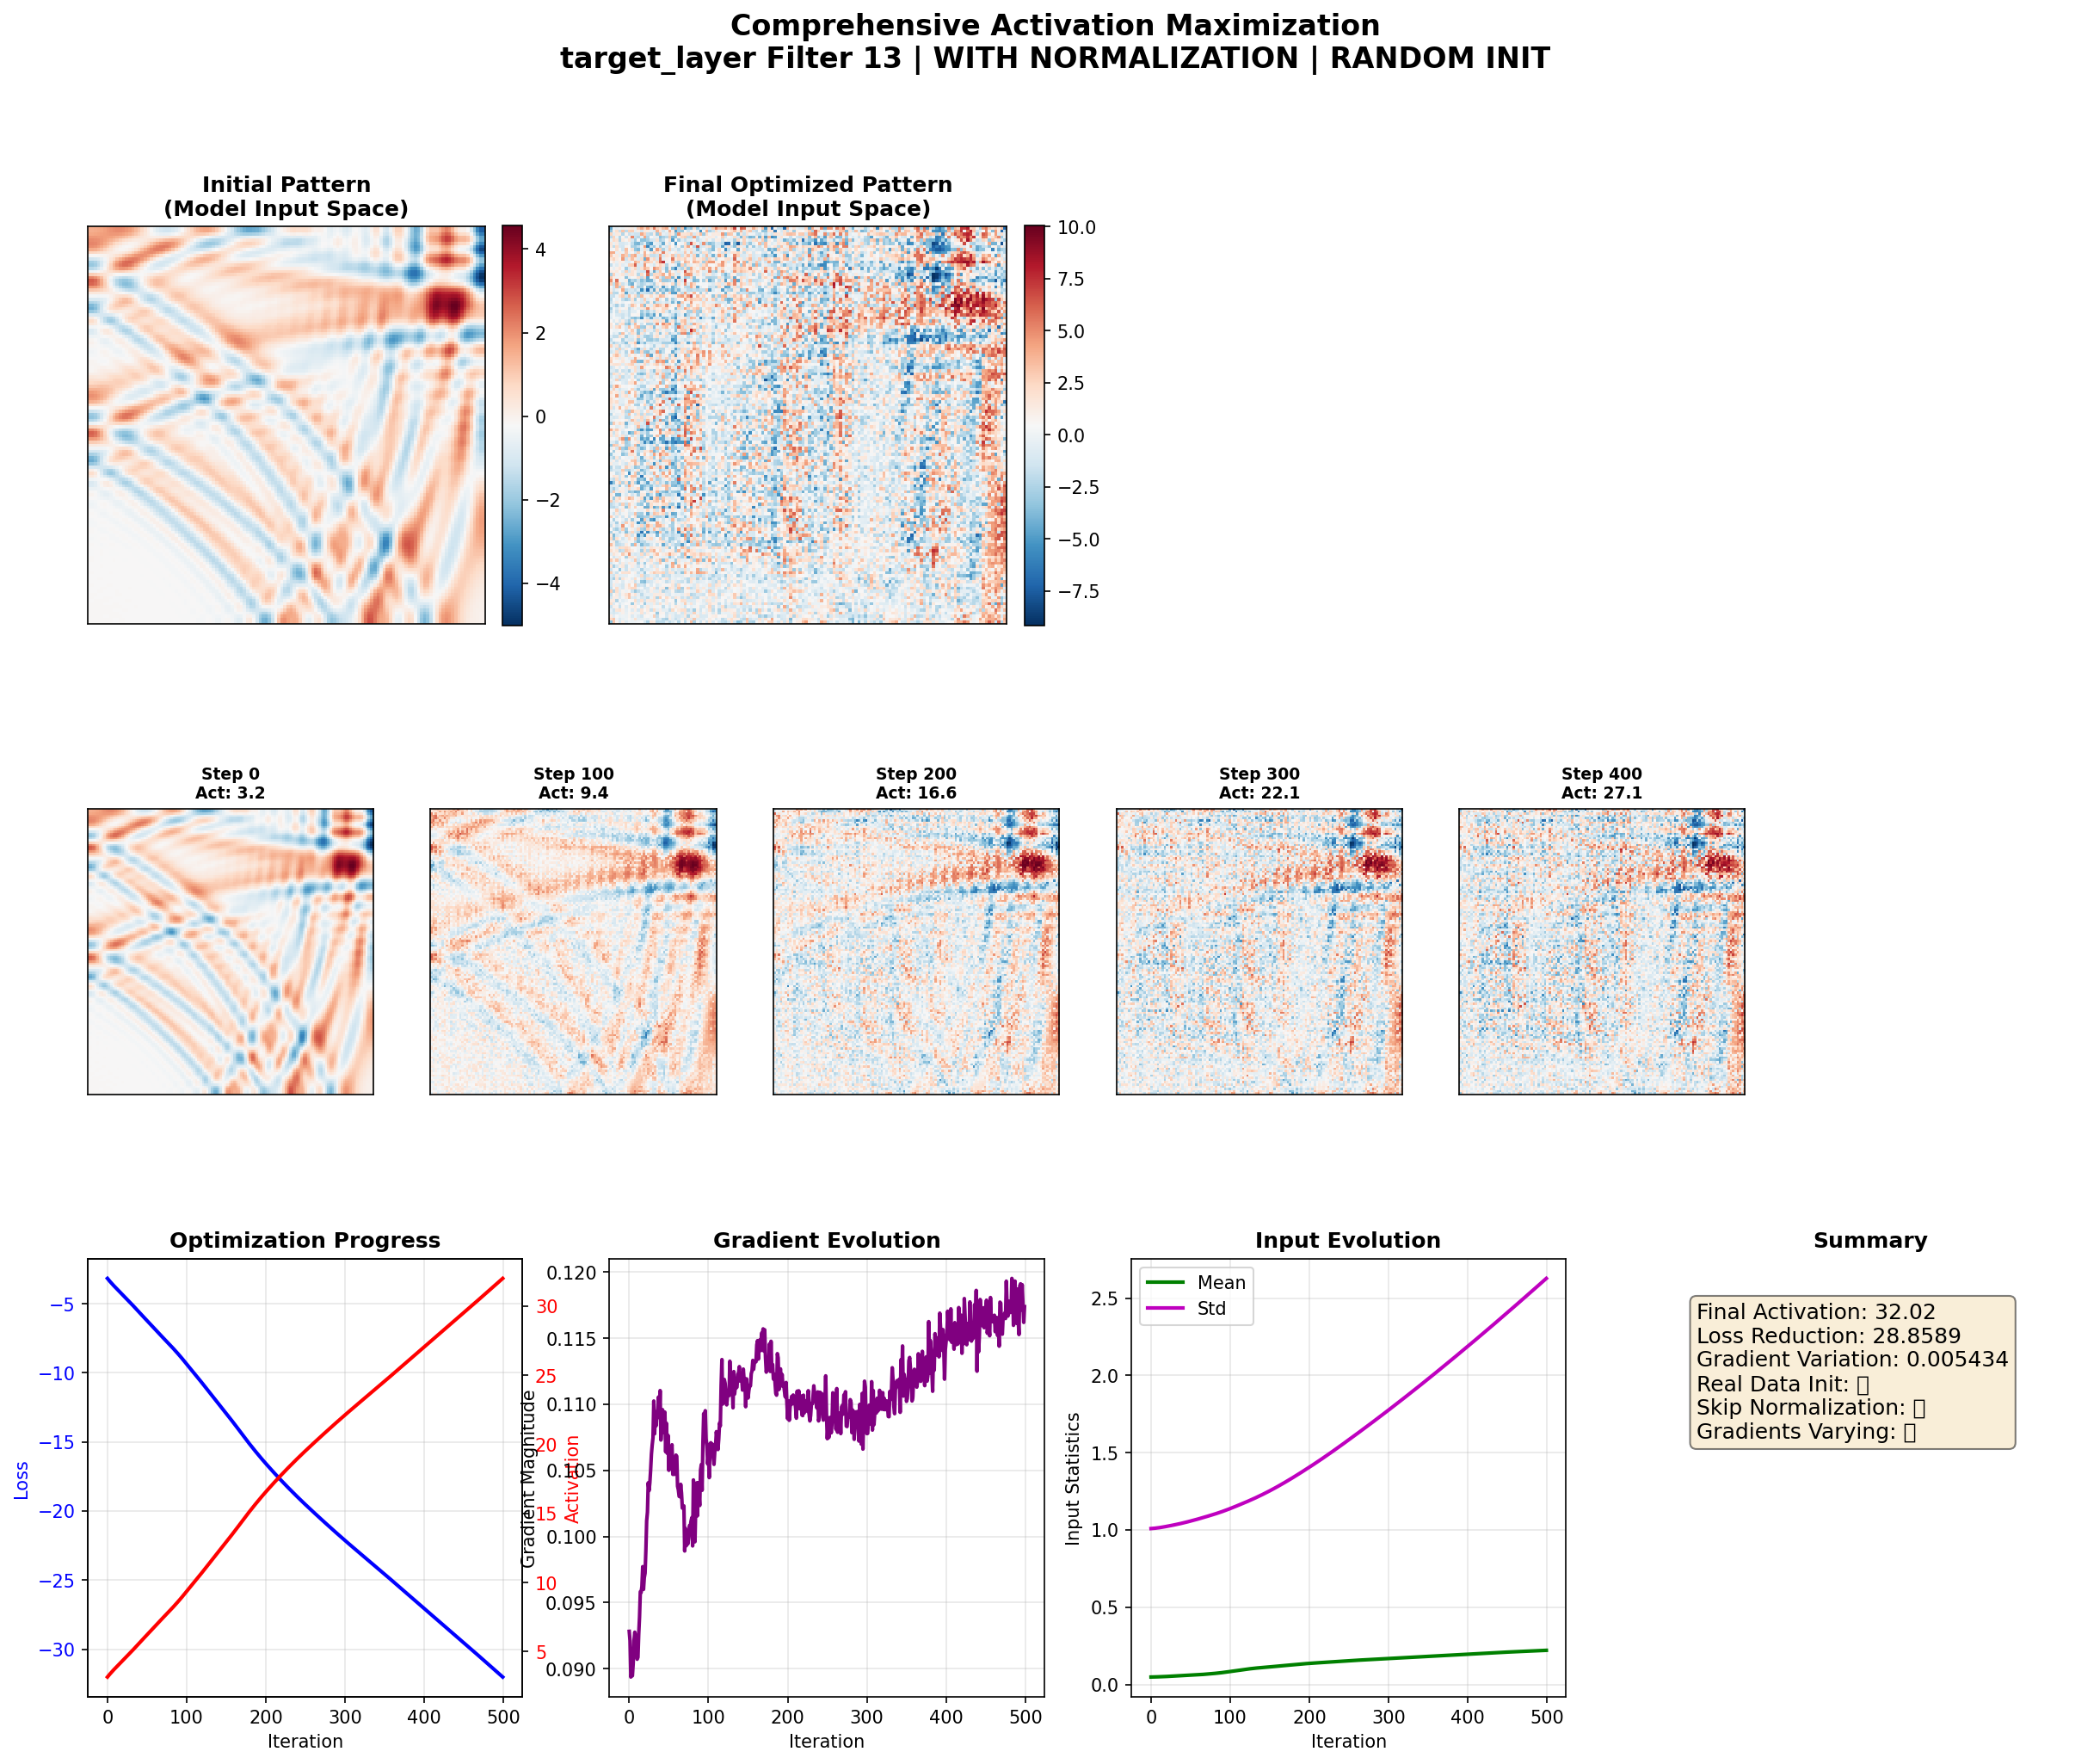 Comprehensive Activation Maximization
target_layer Filter 13 | WITH NORMALIZATION | RANDOM INIT
Initial Pattern
(Model Input Space)
4
2
0
−2
−4
Final Optimized Pattern
(Model Input Space)
10.0
7.5
5.0
2.5
0.0
−2.5
−5.0
−7.5
Step 0
Act: 3.2
Step 100
Act: 9.4
Step 200
Act: 16.6
Step 300
Act: 22.1
Step 400
Act: 27.1
Optimization Progress
Loss
−5
−10
−15
−20
−25
−30
0 100 200 300 400 500
Iteration
30
25
20
15
10
5
Activation
Gradient Evolution
Gradient Magnitude
0.120
0.115
0.110
0.105
0.100
0.095
0.090
0 100 200 300 400 500
Iteration
Input Evolution
Mean
Std
Input Statistics
2.5
2.0
1.5
1.0
0.5
0.0
0 100 200 300 400 500
Iteration
Summary
Final Activation: 32.02
Loss Reduction: 28.8589
Gradient Variation: 0.005434
Real Data Init:
Skip Normalization:
Gradients Varying: